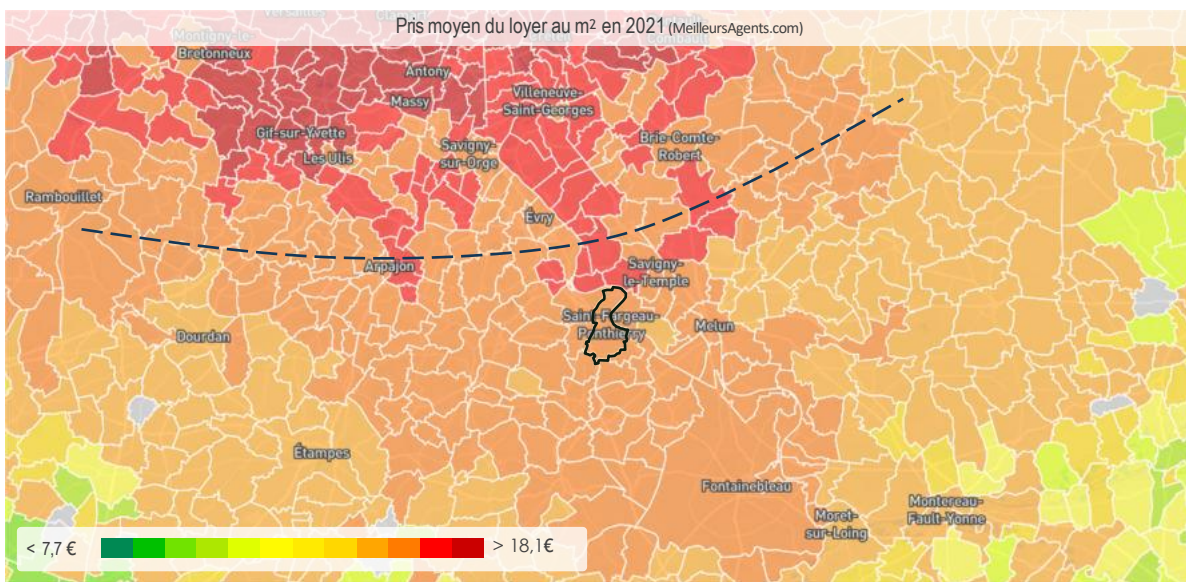 Pris moyen du loyer au m² en 2021 (MeilleursAgents.com)
Montigny-le-
Bretonneux
Antony
Massy
Villeneuve-
Saint-Georges
Gif-sur-Yvette
Les Ulis
Savigny-
sur-Orge
Brie-Comte-
Robert
Rambouillet
Évry
Arpajon
Savigny-
le-Temple
Saint-Fargeau-
Ponthierry
Melun
Dourdan
Étampes
Fontainebleau
Moret-
sur-Loing
Montereau-
Fault-Yonne
< 7,7 €
> 18,1€